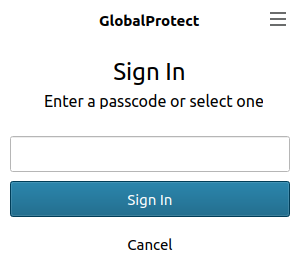 GlobalProtect
Sign In
Enter a passcode or select one
Sign In
Cancel